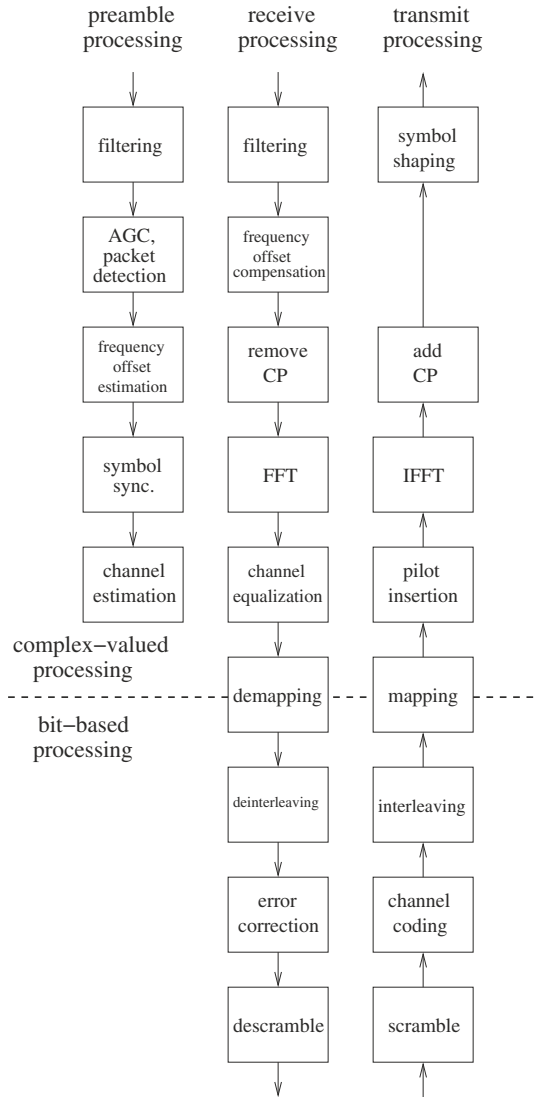 preamble
processing
receive
processing
transmit
processing
filtering
AGC,
packet
detection
frequency
offset
estimation
symbol
sync.
channel
estimation
filtering
frequency
offset
compensation
remove
CP
FFT
channel
equalization
demapping
deinterleaving
error
correction
descramble
symbol
shaping
add
CP
IFFT
pilot
insertion
mapping
interleaving
channel
coding
scramble
complex-valued
processing
bit-based
processing